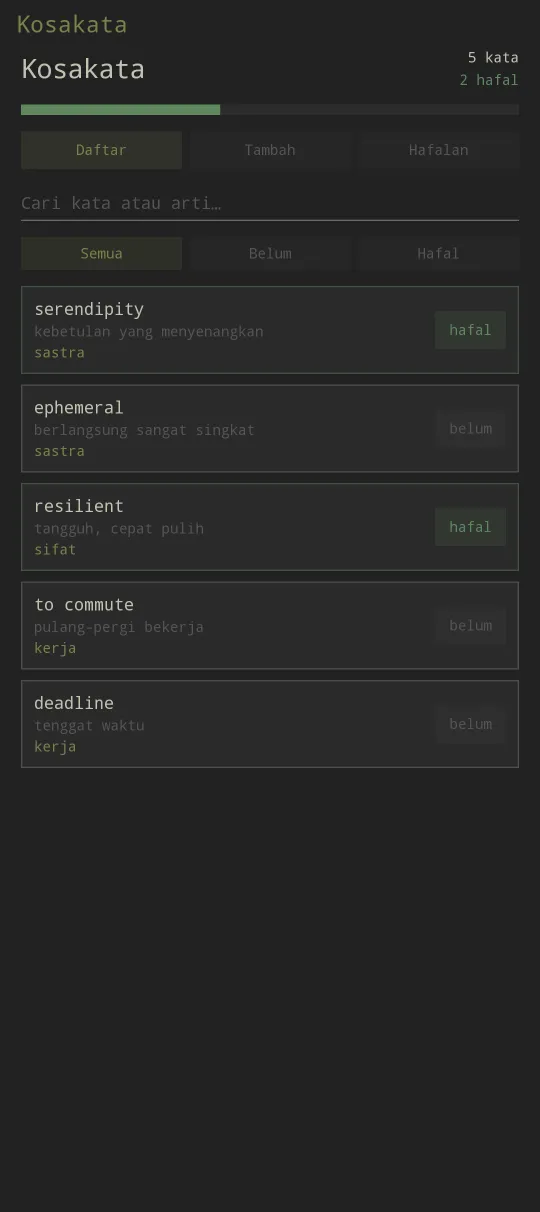 Kosakata
Kosakata
5 kata
2 hafal
Daftar
Tambah
Hafalan
Cari kata atau arti…
Semua
Belum
Hafal
serendipity
kebetulan yang menyenangkan
sastra
hafal
ephemeral
berlangsung sangat singkat
sastra
belum
resilient
tangguh, cepat pulih
sifat
hafal
to commute
pulang-pergi bekerja
kerja
belum
deadline
tenggat waktu
kerja
belum